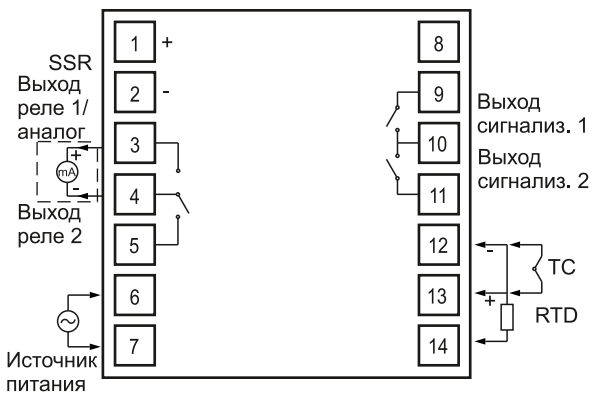 1 +
2 -
3
4
5
6
7
8
9
10
11
12
13
14
SSR
Выход
реле 1/
аналог
+
mA
-
Выход
реле 2
Источник
питания
Выход
сигнализ. 1
Выход
сигнализ. 2
-
TC
+
RTD